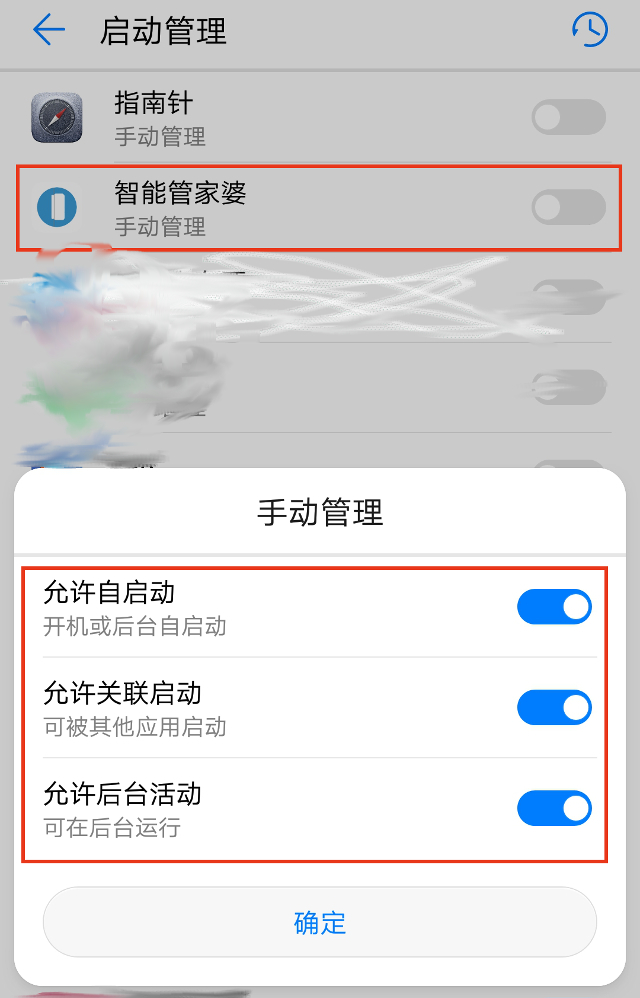 启动管理
指南针
手动管理
智能管家婆
手动管理
手动管理
允许自启动
开机或后台自启动
允许关联启动
可被其他应用启动
允许后台活动
可在后台运行
确定